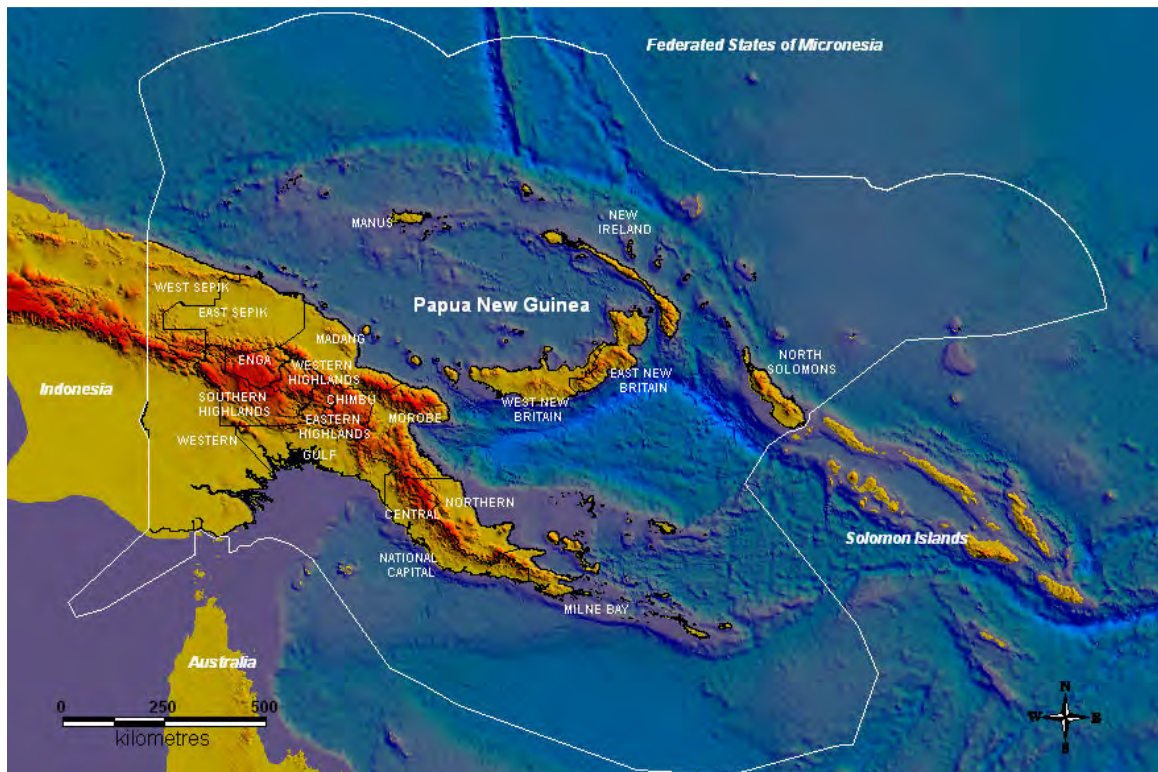 Federated States of Micronesia
MANUS
NEW
IRELAND
WEST SEPIK
EAST SEPIK
Papua New Guinea
MADANG
ENGA
WESTERN
HIGHLANDS
NORTH
SOLOMONS
Indonesia
EAST NEW
BRITAIN
SOUTHERN
HIGHLANDS
CHIMBU
WEST NEW
BRITAIN
MOROBE
EASTERN
HIGHLANDS
WESTERN
GULF
NORTHERN
CENTRAL
Solomon Islands
NATIONAL
CAPITAL
MILNE BAY
Australia
0 250 500
kilometres
N
W E
S